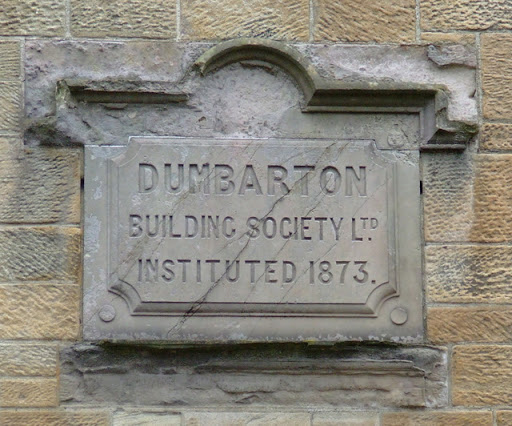 DUMBARTON
BUILDING SOCIETY LTD.
INSTITUTED 1873.